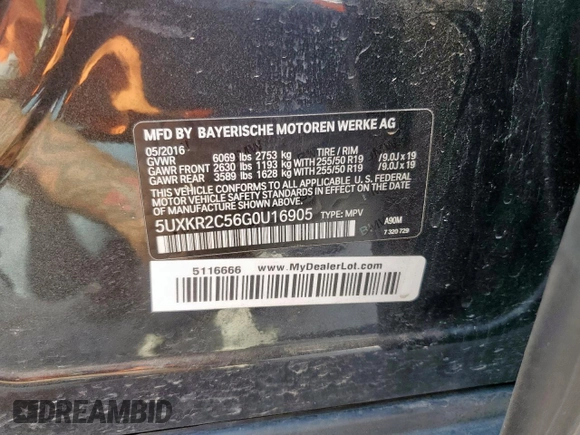 MFD BY BAYERISCHE MOTOREN WERKE AG
05/2016 TIRE / RIM
GVWR 6069 lbs 2753 kg
GAWR FRONT 2630 lbs 1193 kg WITH 255/50 R19 /9.0J x 19
GAWR REAR 3589 lbs 1628 kg WITH 255/50 R19 /9.0J x 19
THIS VEHICLE CONFORMS TO ALL APPLICABLE U. S. FEDERAL
MOTOR VEHICLE SAFETY STANDARDS IN EFFECT ON THE DATE OF
MANUFACTURE SHOWN ABOVE.
5UXKR2C56G0U16905 TYPE: MPV A90M
7 320 729
5116666 www.MyDealerLot.com
DREAMBID